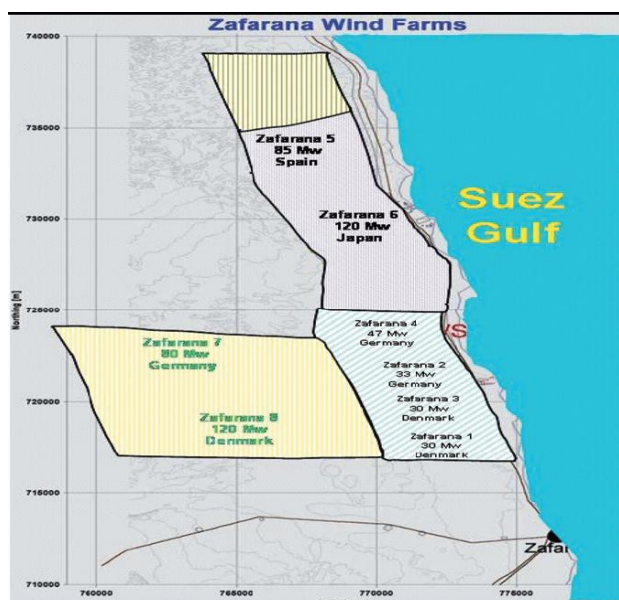 Zafarana Wind Farms
740000
735000
730000
725000
720000
715000
710000
Northing [m]
Zafarana 5
85 Mw
Spain
Zafarana 6
120 Mw
Japan
Suez
Gulf
Zafarana 4
47 Mw
Germany
VS
Zafarana 7
80 Mw
Germany
Zafarana 2
33 Mw
Germany
Zafarana 3
30 Mw
Denmark
Zafarana 8
120 Mw
Denmark
Zafarana 1
30 Mw
Denmark
Zafar
760000
765000
770000
775000